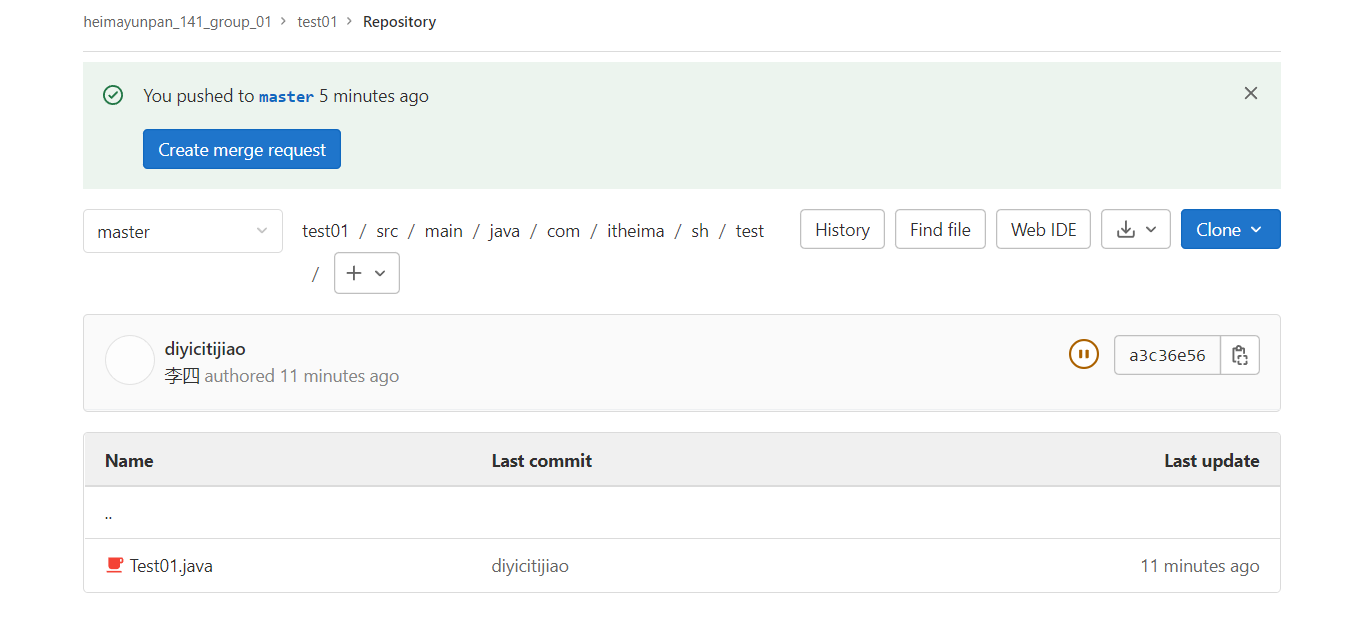 heimayunpan_141_group_01 > test01 > Repository
You pushed to master 5 minutes ago
Create merge request
master
test01 / src / main / java / com / itheima / sh / test
/
History
Find file
Web IDE
Clone
diyicitijiao
李四 authored 11 minutes ago
a3c36e56
Name Last commit Last update
..
Test01.java diyicitijiao 11 minutes ago